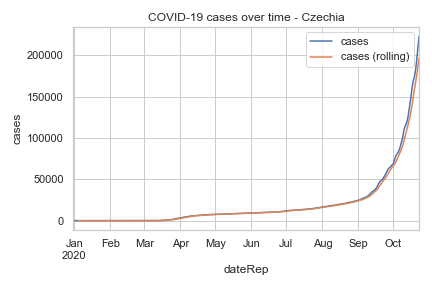 COVID-19 cases over time - Czechia
cases
cases (rolling)
cases
200000
150000
100000
50000
0
Jan Feb Mar Apr May Jun Jul Aug Sep Oct
2020
dateRep